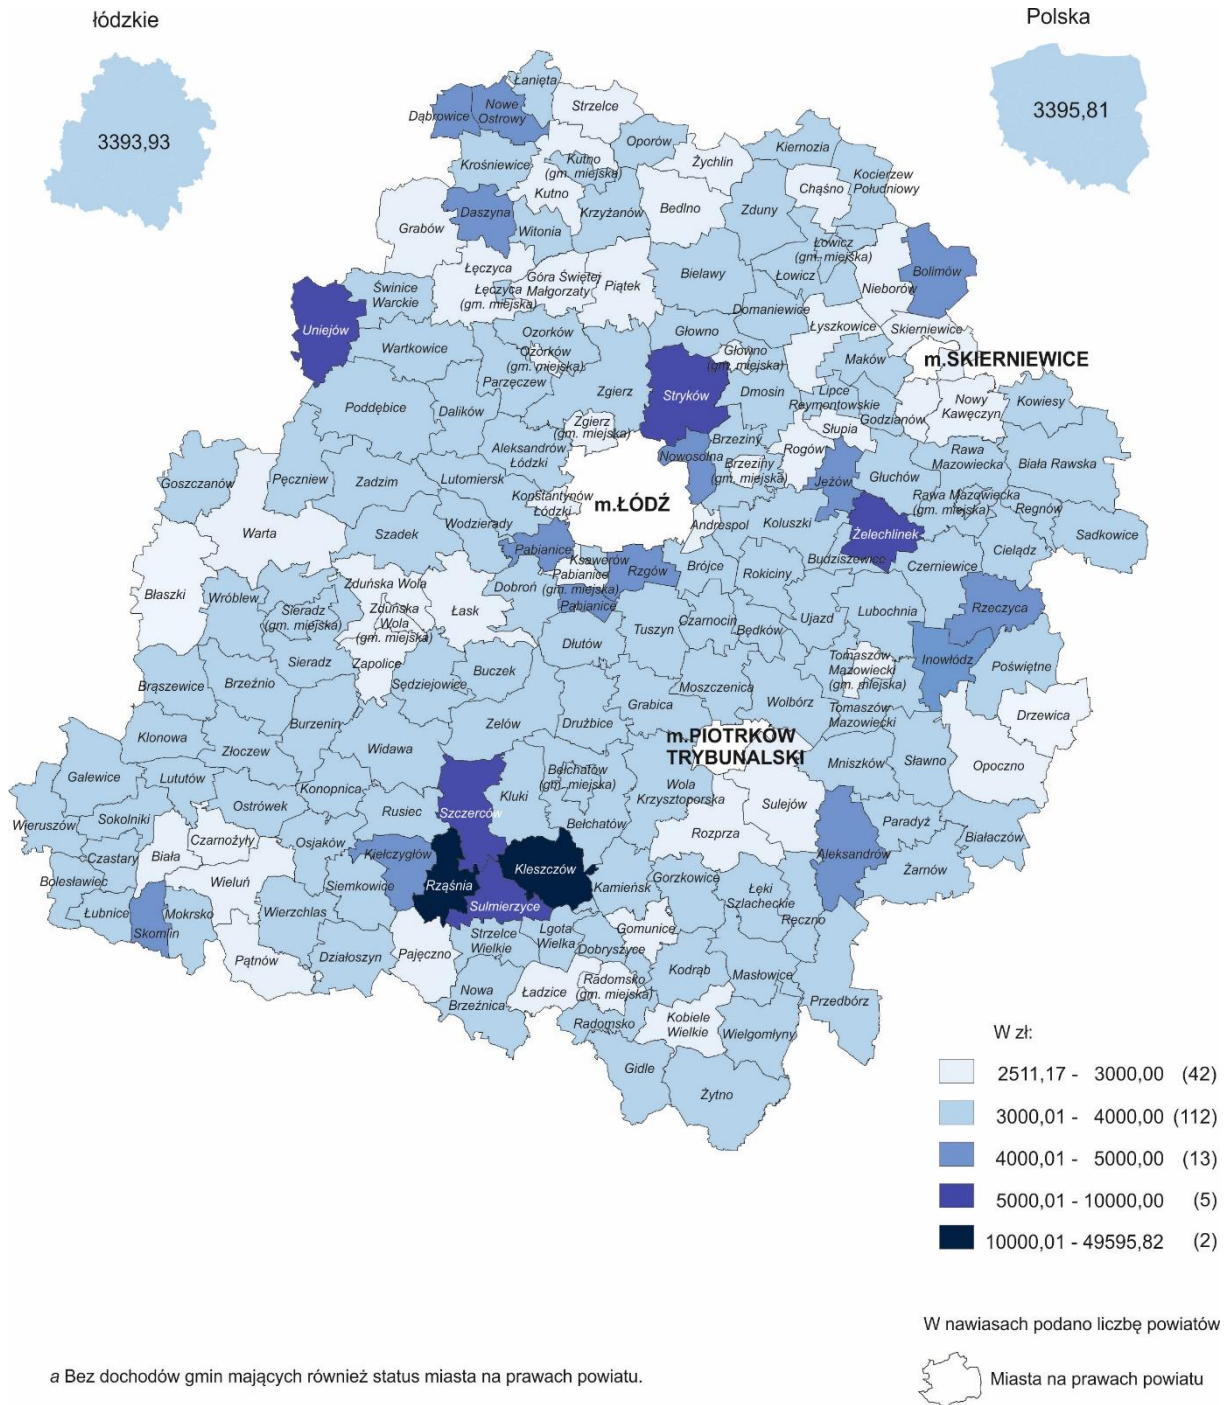 łódzkie
Polska
3393,93
3395,81
Łanięta
Dąbrowice
Nowe
Ostrowy
Strzelce
Oporów
Krośniewice
Kutno
(gm. miejska)
Żychlin
Kiernozia
Kocierzew
Południowy
Chąśno
Kutno
Grabów
Daszyna
Krzyżanów
Bedlno
Zduny
Witonia
Łowicz
(gm. miejska)
Bolimów
Łęczyca
Góra Świętej
Małgorzaty
Piątek
Bielawy
Łowicz
Nieborów
Łęczyca
(gm. miejska)
Świnice
Warckie
Uniejów
Domaniewice
Łyszkowice
Skierniewice
Ozorków
Głowno
Wartkowice
Ozorków
(gm. miejska)
Głowno
(gm. miejska)
Maków
m.SKIERNIEWICE
Parzęczew
Zgierz
Stryków
Dmosin
Lipce
Reymontowskie
Nowy
Kawęczyn
Kowiesy
Poddębice
Dalików
Godzianów
Zgierz
(gm. miejska)
Słupia
Aleksandrów
Łódzki
Brzeziny
Rogów
Nowosolna
Rawa
Mazowiecka
Biała Rawska
Goszczanów
Pęczniew
Zadzim
Lutomiersk
Brzeziny
(gm. miejska)
Jeżów
Głuchów
Konstantynów
Łódzki
m.ŁÓDŹ
Rawa Mazowiecka
(gm. miejska)
Regnów
Warta
Szadek
Wodzierady
Andrespol
Koluszki
Żelechlinek
Sadkowice
Cielądz
Pabianice
Ksawerów
Budziszewice
Czerniewice
Błaszki
Wróblew
Zduńska Wola
Dobroń
Pabianice
(gm. miejska)
Rzgów
Brójce
Rokiciny
Sieradz
(gm. miejska)
Zduńska
Wola
(gm. miejska)
Łask
Pabianice
Lubochnia
Rzeczyca
Czarnocin
Ujazd
Tuszyn
Będków
Dłutów
Inowłódz
Sieradz
Zapolice
Tomaszów
Mazowiecki
(gm. miejska)
Poświętne
Brąszewice
Brzeźnio
Sędziejowice
Buczek
Moszczenica
Wolbórz
Grabica
Tomaszów
Mazowiecki
Drzewica
Klonowa
Burzenin
Zelów
Drużbice
Złoczew
Widawa
m.PIOTRKÓW
TRYBUNALSKI
Mniszków
Sławno
Opoczno
Galewice
Lututów
Konopnica
Kluki
Bełchatów
(gm. miejska)
Wola
Krzysztoporska
Sulejów
Ostrówek
Rusiec
Szczerców
Wieruszów
Sokolniki
Bełchatów
Rozprza
Paradyż
Białaczów
Czarnożyły
Osjaków
Czastary
Biała
Kiełczygłów
Aleksandrów
Żarnów
Kleszczów
Bolesławiec
Wieluń
Siemkowice
Rząśnia
Kamieńsk
Gorzkowice
Łęki
Szlacheckie
Łubnice
Mokrsko
Wierzchlas
Sulmierzyce
Ręczno
Skomlin
Strzelce
Wielkie
Lgota
Wielka
Gomunice
Dobryszyce
Pątnów
Działoszyn
Pajęczno
Kodrąb
Masłowice
Nowa
Brzeźnica
Ładzice
Radomsko
(gm. miejska)
Przedbórz
Radomsko
Kobiele
Wielkie
Wielgomłyny
Gidle
Żytno
W zł:
2511,17 - 3000,00 (42)
3000,01 - 4000,00 (112)
4000,01 - 5000,00 (13)
5000,01 - 10000,00 (5)
10000,01 - 49595,82 (2)
W nawiasach podano liczbę powiatów
a Bez dochodów gmin mających również status miasta na prawach powiatu.
Miasta na prawach powiatu